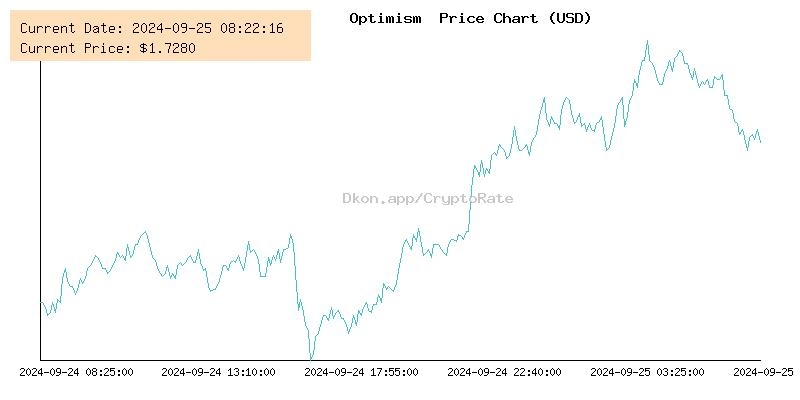 Optimism  Price Chart (USD)
Current Date: 2024-09-25 08:22:16
Current Price: $1.7280
Dkon.app/CryptoRate
2024-09-24 08:25:00 2024-09-24 13:10:00 2024-09-24 17:55:00 2024-09-24 22:40:00 2024-09-25 03:25:00 2024-09-25